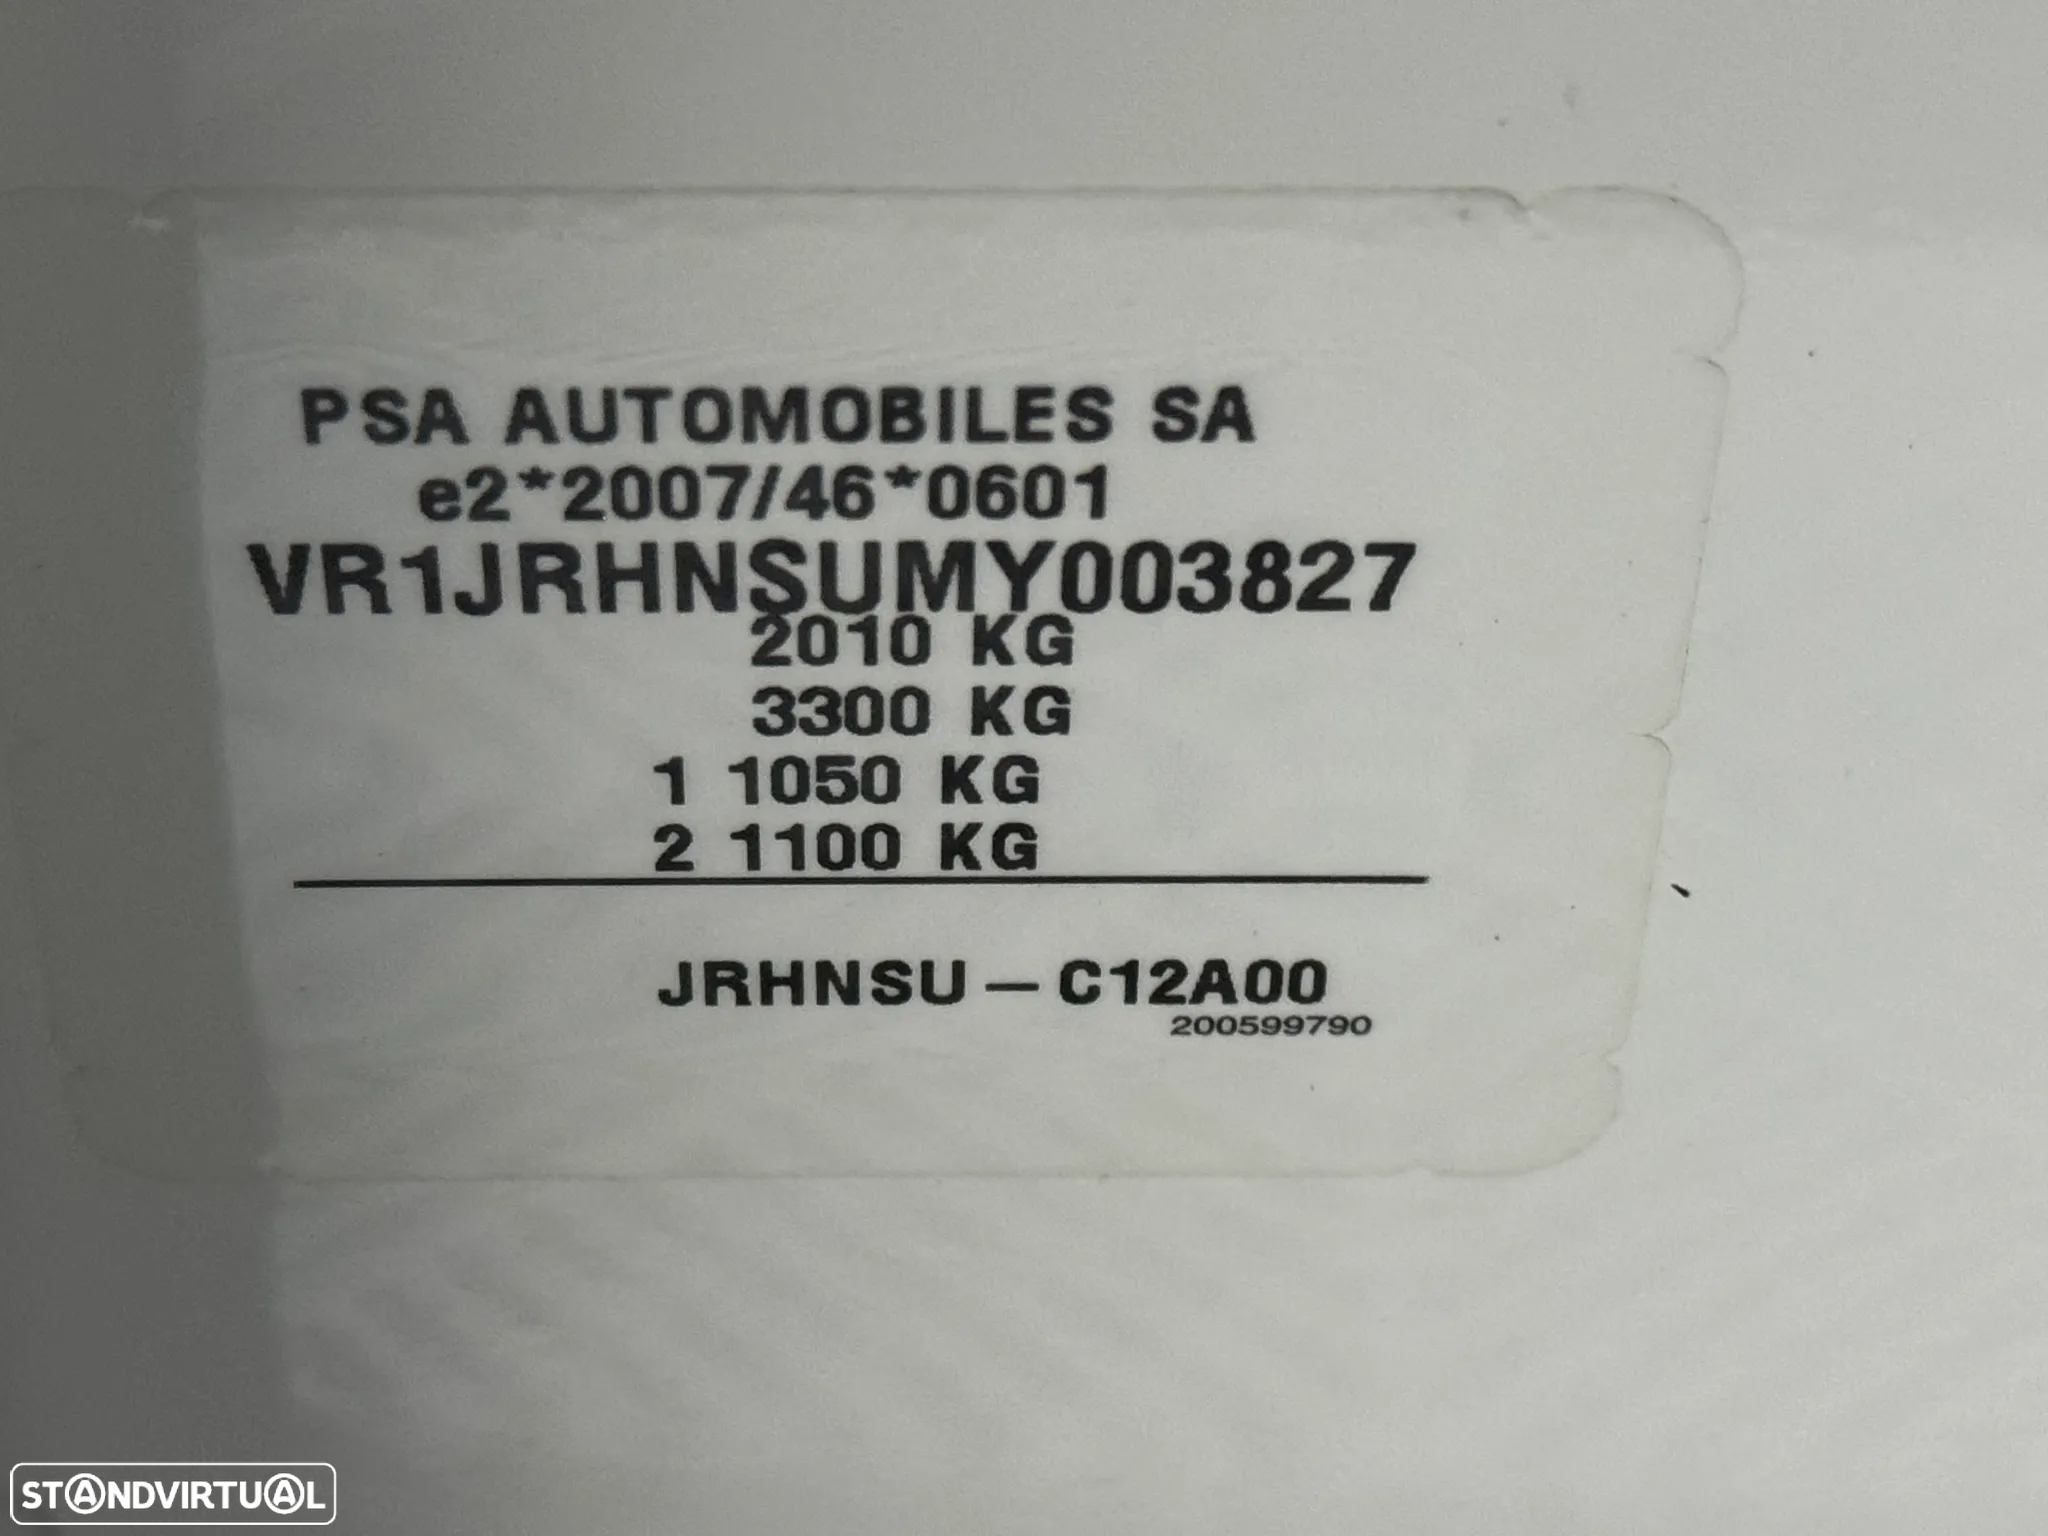 PSA AUTOMOBILES SA
e2*2007/46*0601
VR1JRHNSUMY003827
2010 KG
3300 KG
1 1050 KG
2 1100 KG
JRHNSU – C12A00
200599790
STANDVIRTUAL